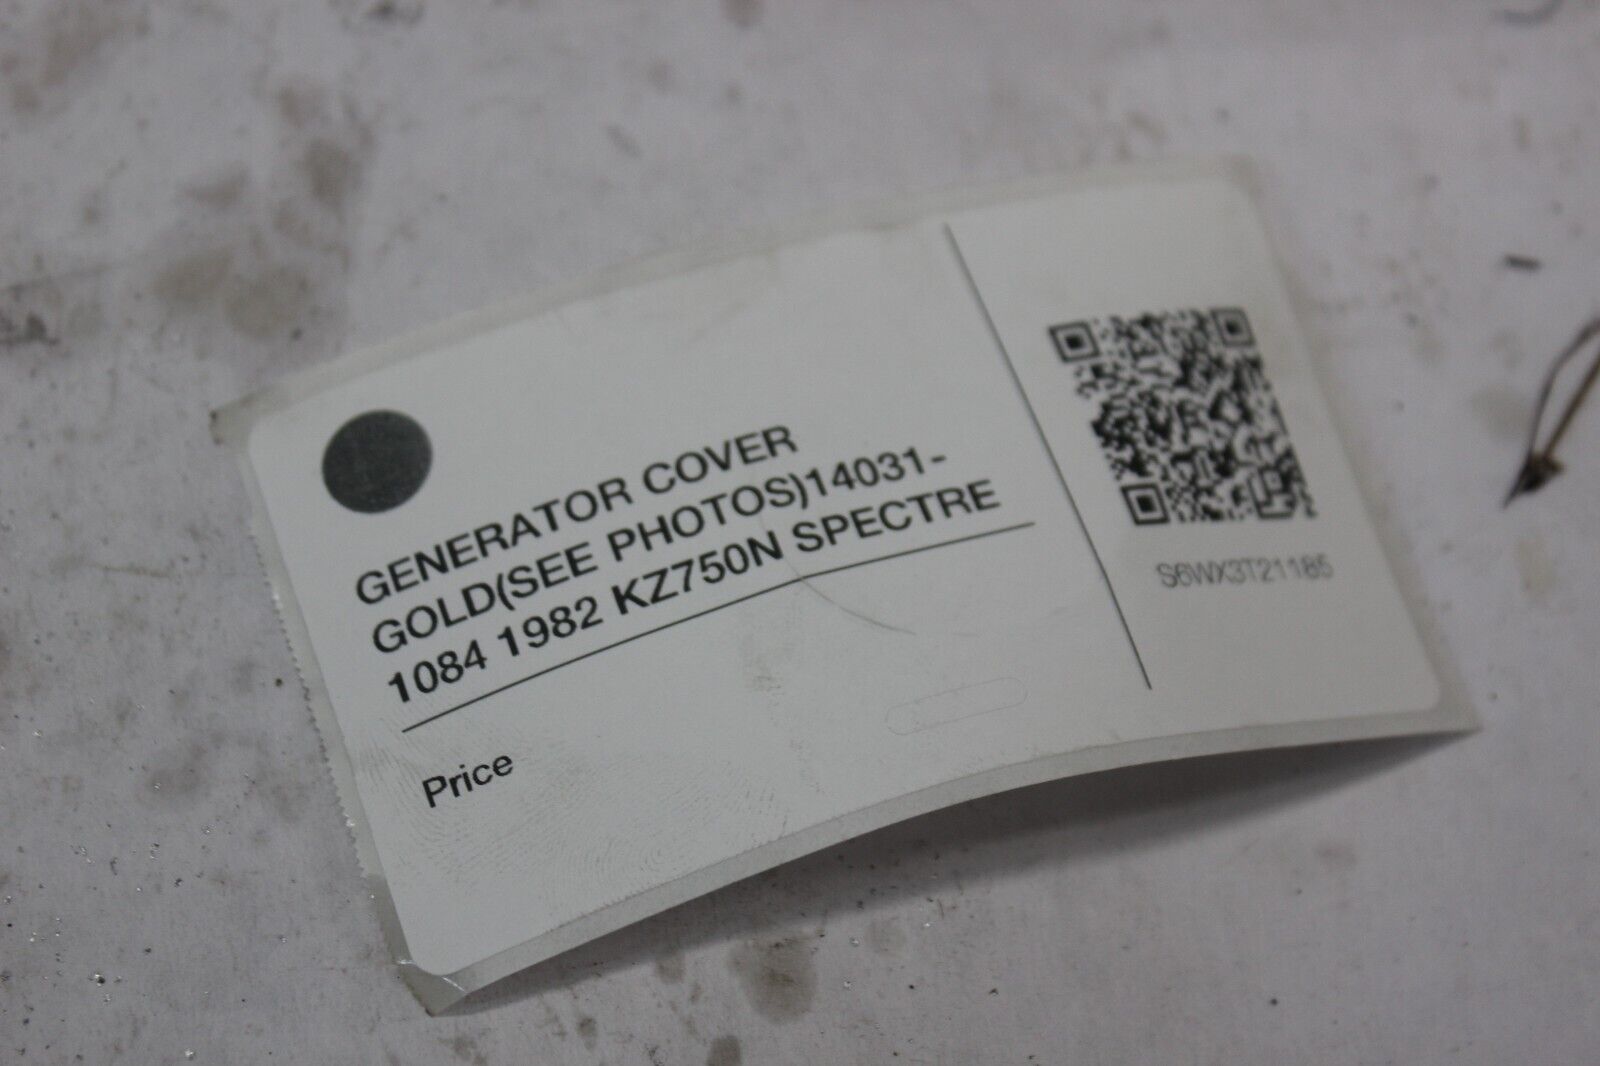 GENERATOR COVER
GOLD(SEE PHOTOS)14031-
1084 1982 KZ750N SPECTRE
Price
S6WX3T21185